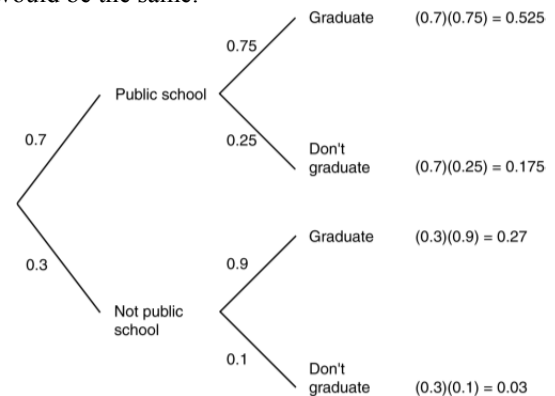 would be the same.
Graduate (0.7)(0.75) = 0.525
0.75
Public school
0.7
0.25
Don't
graduate (0.7)(0.25) = 0.175
Graduate (0.3)(0.9) = 0.27
0.3
0.9
Not public
school
0.1
Don't
graduate (0.3)(0.1) = 0.03